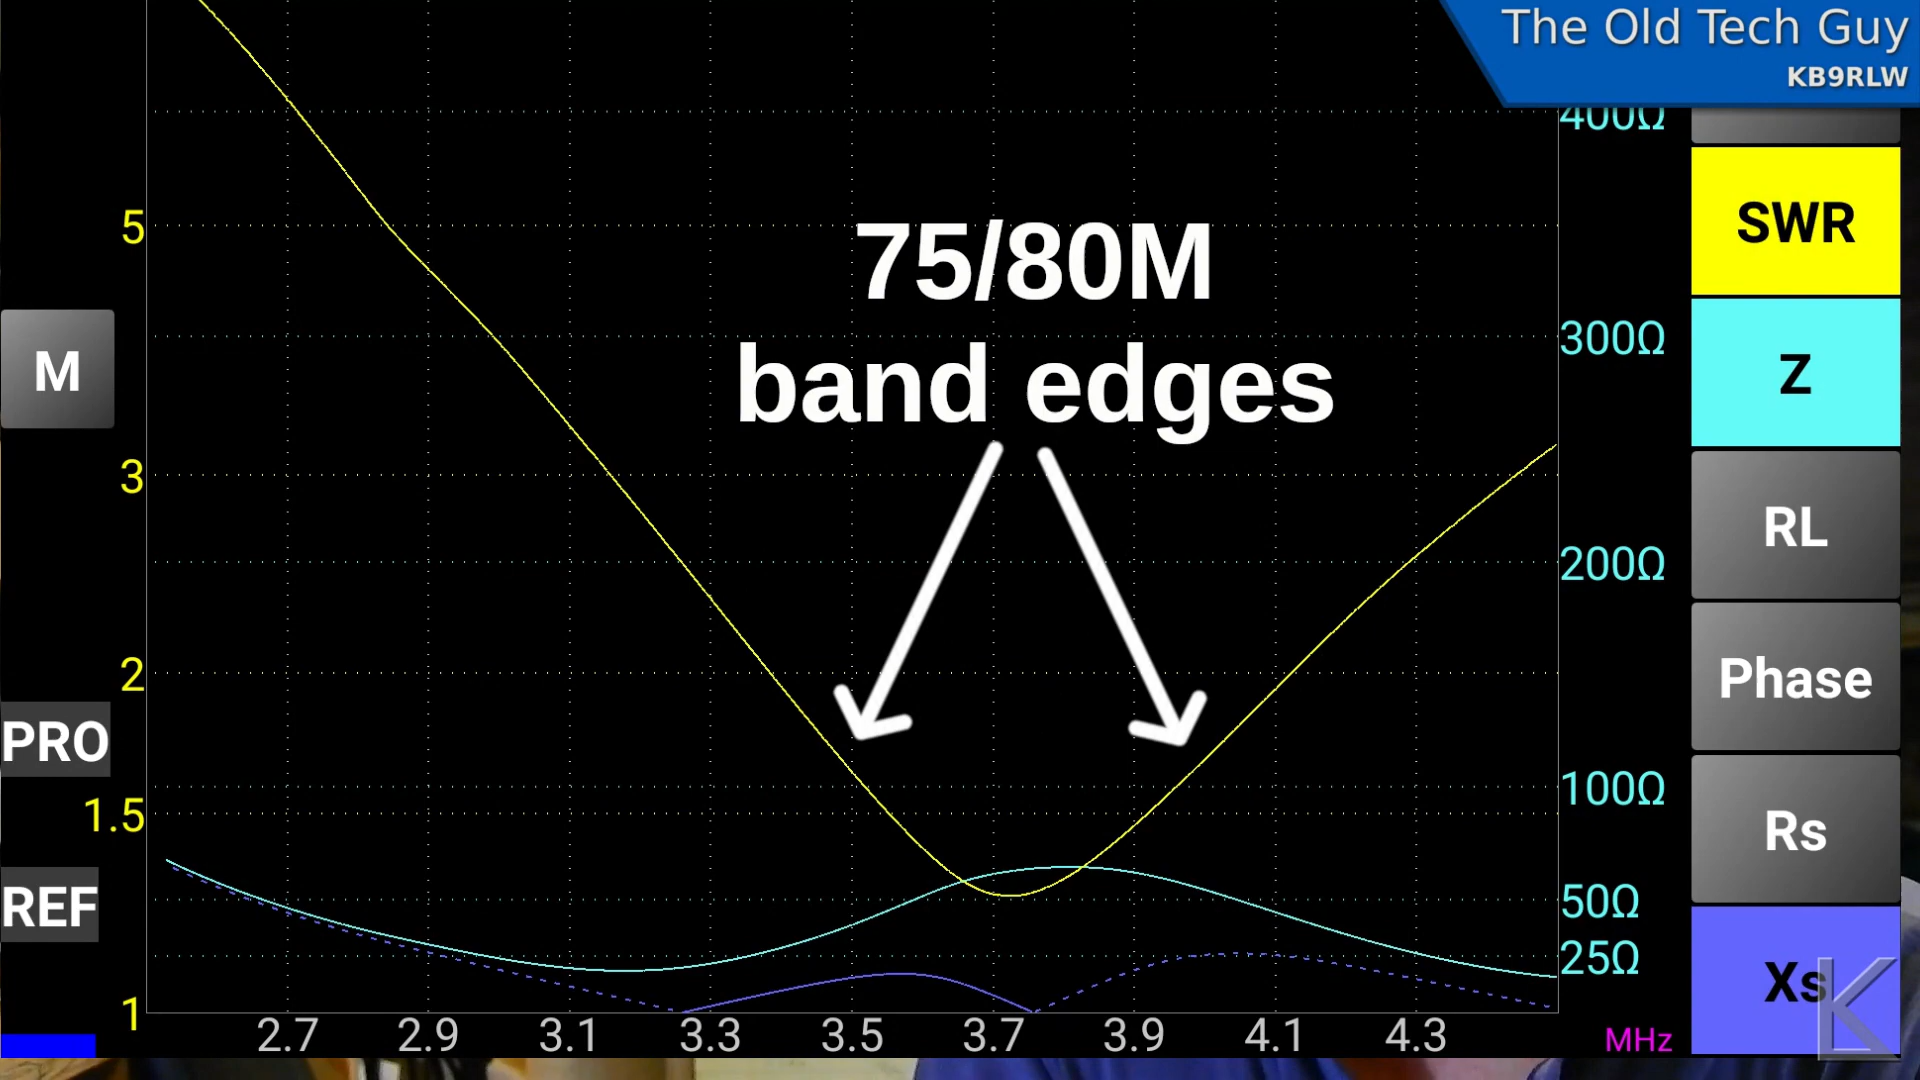 The Old Tech Guy
KB9RLW
400Ω
SWR
5
75/80M
300Ω
Z
M
band edges
3
RL
200Ω
2
Phase
PRO
100Ω
1.5
Rs
REF
50Ω
25Ω
Xs
1
2.7 2.9 3.1 3.3 3.5 3.7 3.9 4.1 4.3 MHz
K